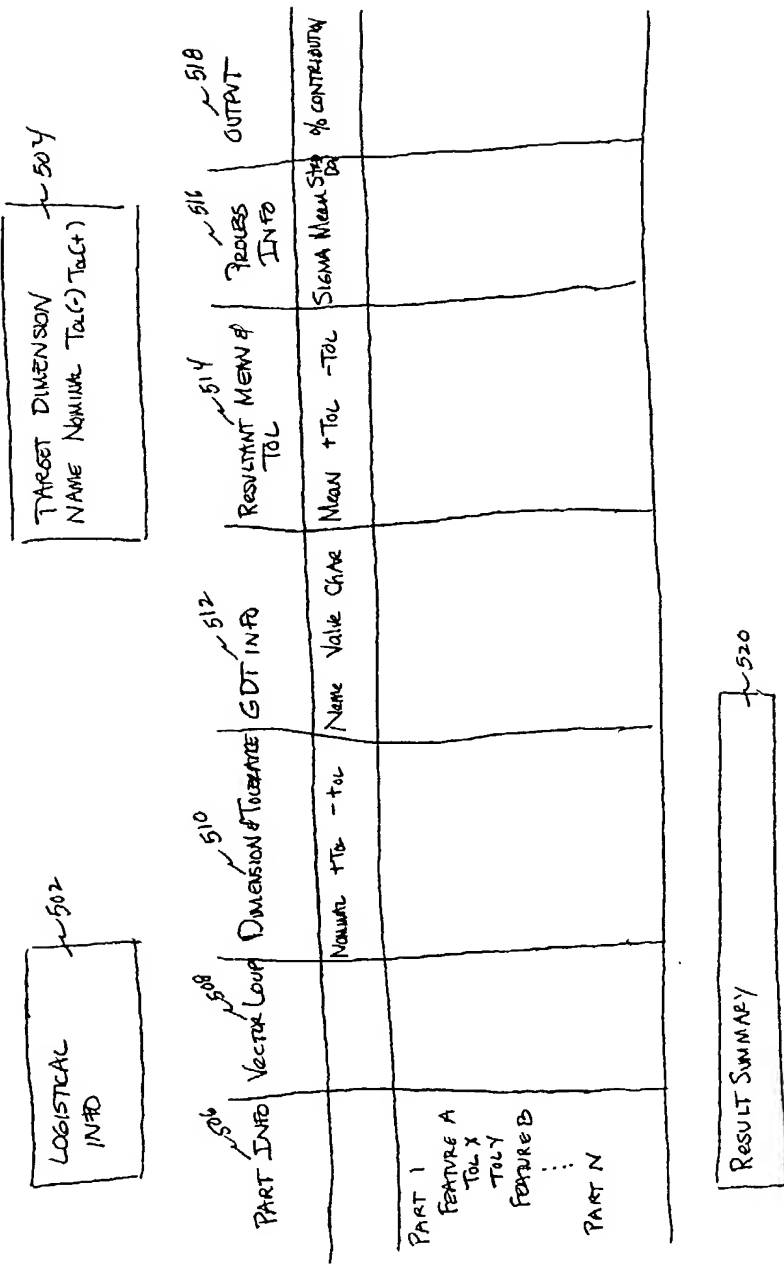 LOGISTICAL
INFO
502
TARGET DIMENSION
NAME NOMINAL TOL(-) TOL(+)
504
506
PART INFO
508
VECTOR LOOP
510
DIMENSION & TOLERANCE
512
GDT INFO
514
RESULTANT MEAN &
TOL
516
PROCESS
INFO
518
OUTPUT
NOMINAL +TOL -TOL
Name Value Char
Mean +TOL -TOL
SIGMA Mean Step
% CONTRIBUTION
PART 1
FEATURE A
TOL X
TOL Y
FEATURE B
⋮
PART N
RESULT SUMMARY
520